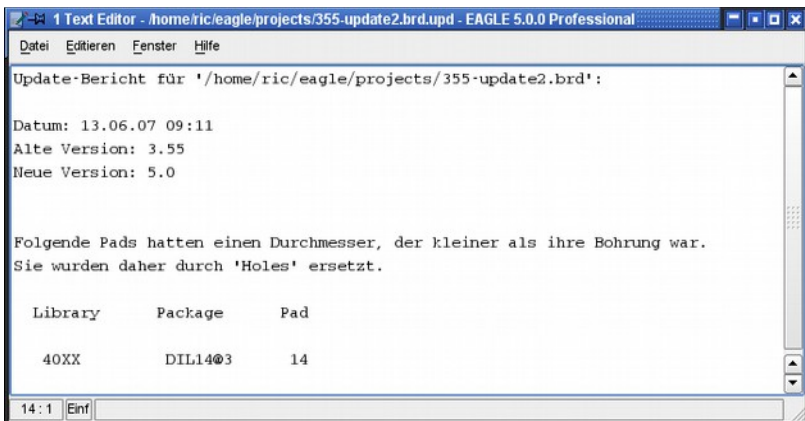 1 Text Editor - /home/ric/eagle/projects/355-update2.brd.upd - EAGLE 5.0.0 Professional
Datei Editieren Fenster Hilfe
Update-Bericht für '/home/ric/eagle/projects/355-update2.brd':
Datum: 13.06.07 09:11
Alte Version: 3.55
Neue Version: 5.0
Folgende Pads hatten einen Durchmesser, der kleiner als ihre Bohrung war.
Sie wurden daher durch 'Holes' ersetzt.
Library Package Pad
40XX DIL14@3 14
14:1 Einf